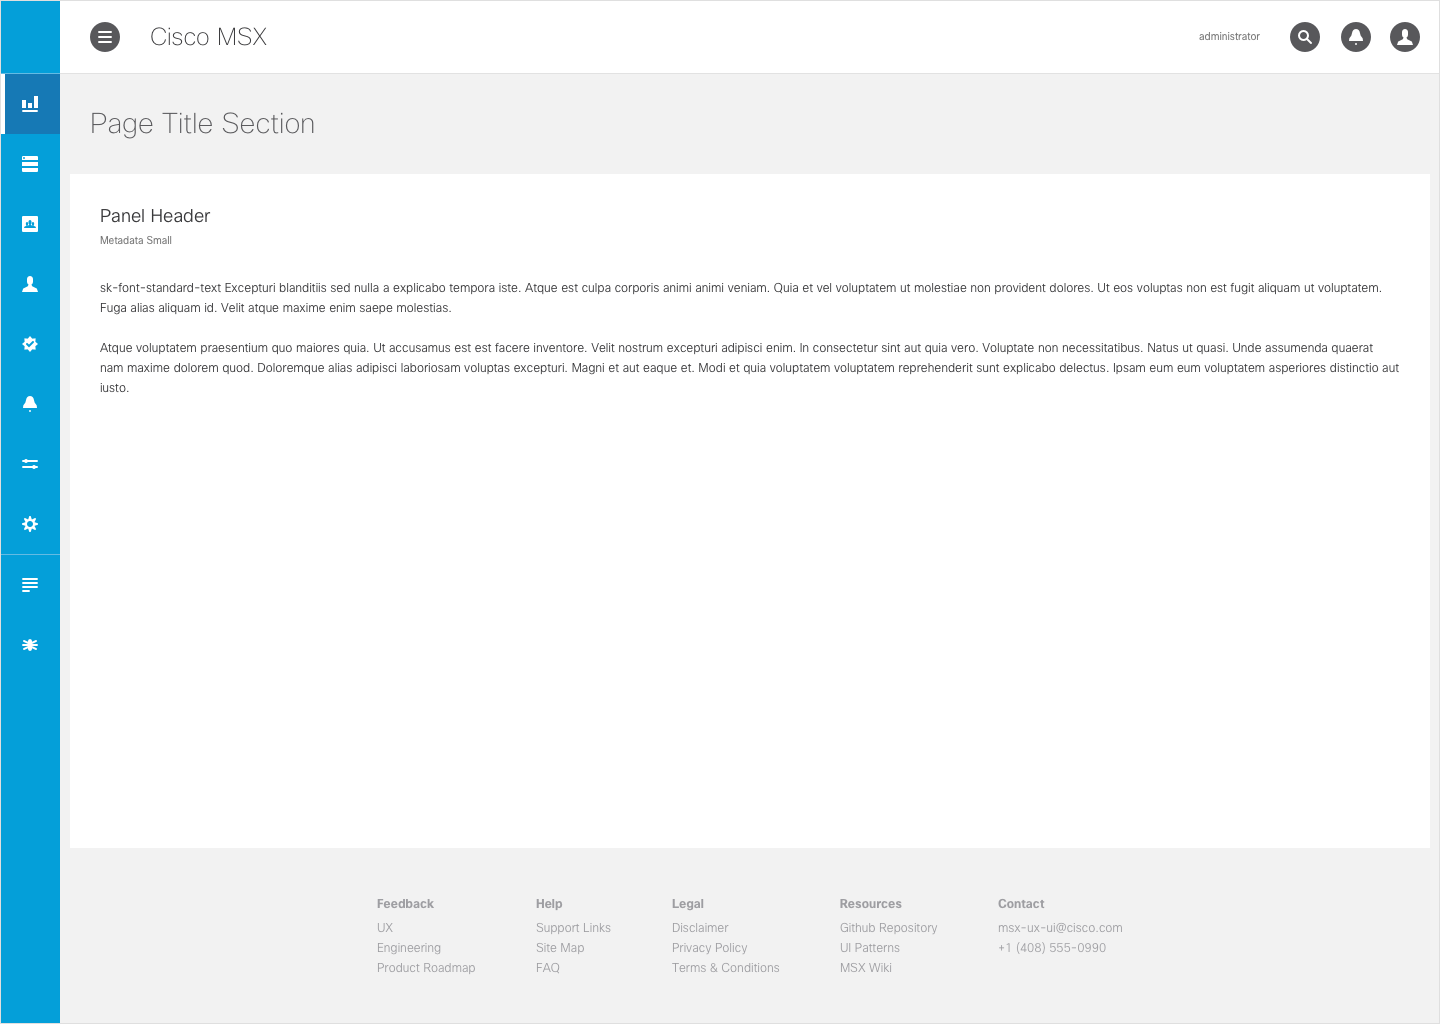 Cisco MSX
administrator
Page Title Section
Panel Header
Metadata Small
sk-font-standard-text Excepturi blanditiis sed nulla a explicabo tempora iste. Atque est culpa corporis animi animi veniam. Quia et vel voluptatem ut molestiae non provident dolores. Ut eos voluptas non est fugit aliquam ut voluptatem.
Fuga alias aliquam id. Velit atque maxime enim saepe molestias.
Atque voluptatem praesentium quo maiores quia. Ut accusamus est est facere inventore. Velit nostrum excepturi adipisci enim. In consectetur sint aut quia vero. Voluptate non necessitatibus. Natus ut quasi. Unde assumenda quaerat
nam maxime dolorem quod. Doloremque alias adipisci laboriosam voluptas excepturi. Magni et aut eaque et. Modi et quia voluptatem voluptatem reprehenderit sunt explicabo delectus. Ipsam eum eum voluptatem asperiores distinctio aut
iusto.
Feedback
UX
Engineering
Product Roadmap
Help
Support Links
Site Map
FAQ
Legal
Disclaimer
Privacy Policy
Terms & Conditions
Resources
Github Repository
UI Patterns
MSX Wiki
Contact
msx-ux-ui@cisco.com
+1 (408) 555-0990